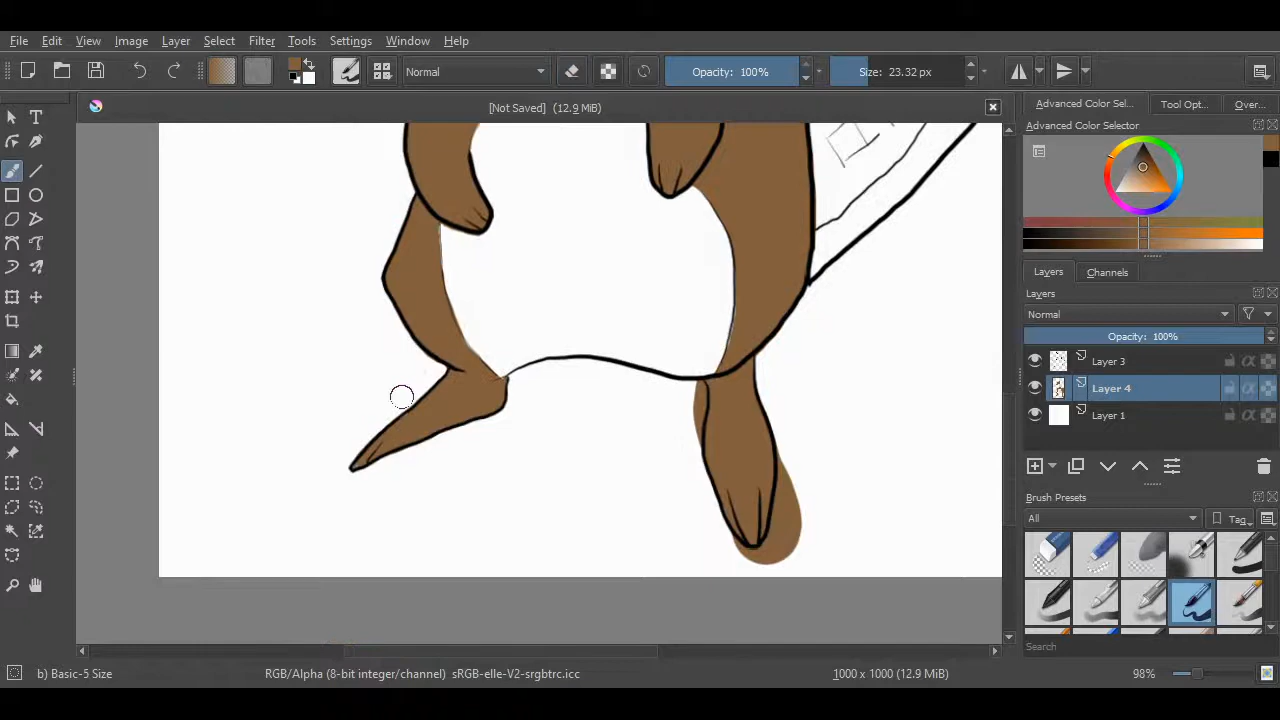 File Edit View Image Layer Select Filter Tools Settings Window Help
Normal Opacity: 100% Size: 23.32 px
[Not Saved] (12.9 MiB)
Advanced Color Sel... Tool Opt... Over...
Advanced Color Selector
Layers Channels
Layers
Normal
Opacity: 100%
Layer 3
Layer 4
Layer 1
Brush Presets
All Tag
Search
b) Basic-5 Size RGB/Alpha (8-bit integer/channel) sRGB-elle-V2-srgbtrc.icc 1000 x 1000 (12.9 MiB) 98%